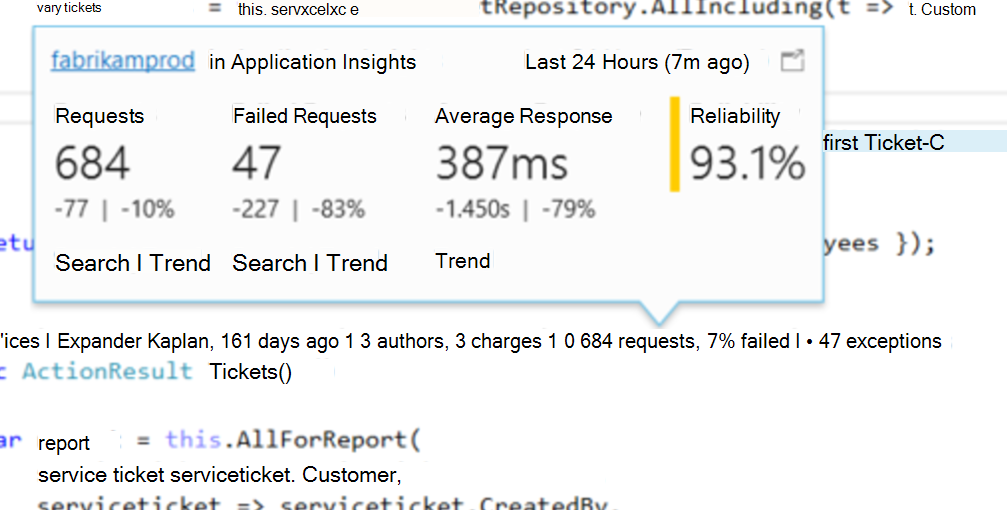 vary tickets = this. servxcelxc e tRepository.AllIncluding(t => t. Custom
fabrikamprod in Application Insights Last 24 Hours (7m ago)
Requests Failed Requests Average Response Reliability
first Ticket-C
684 47 387ms 93.1%
-77 | -10% -227 | -83% -1.450s | -79%
etu yees });
Search I Trend Search I Trend Trend
'ices I Expander Kaplan, 161 days ago 1 3 authors, 3 charges 1 0 684 requests, 7% failed I • 47 exceptions
c ActionResult Tickets()
ar report = this.AllForReport(
service ticket serviceticket. Customer,
serviceticket => serviceticket.CreatedBy,